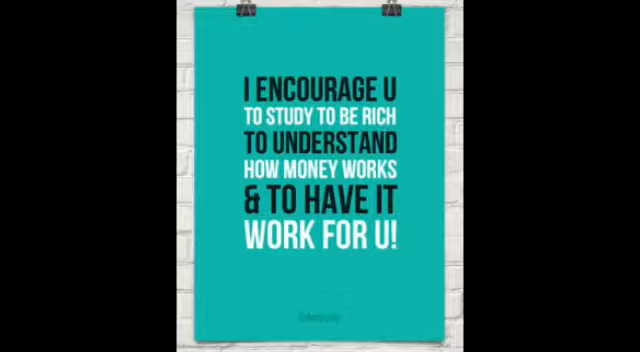 I ENCOURAGE U
TO STUDY TO BE RICH
TO UNDERSTAND
HOW MONEY WORKS
& TO HAVE IT
WORK FOR U!